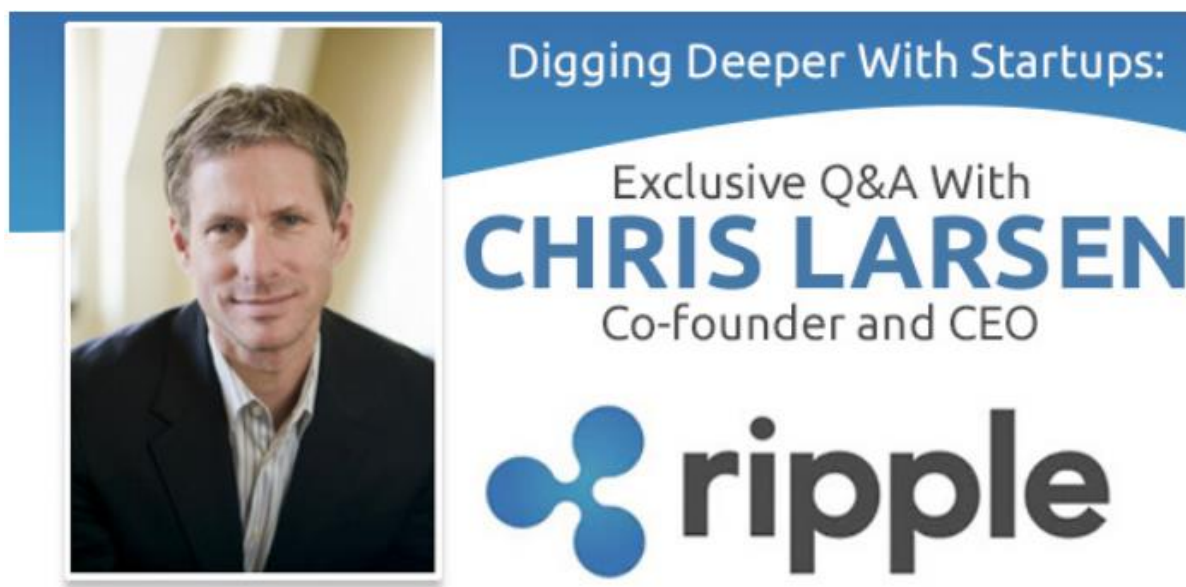 Digging Deeper With Startups:
Exclusive Q&A With
CHRIS LARSEN
Co-founder and CEO
ripple